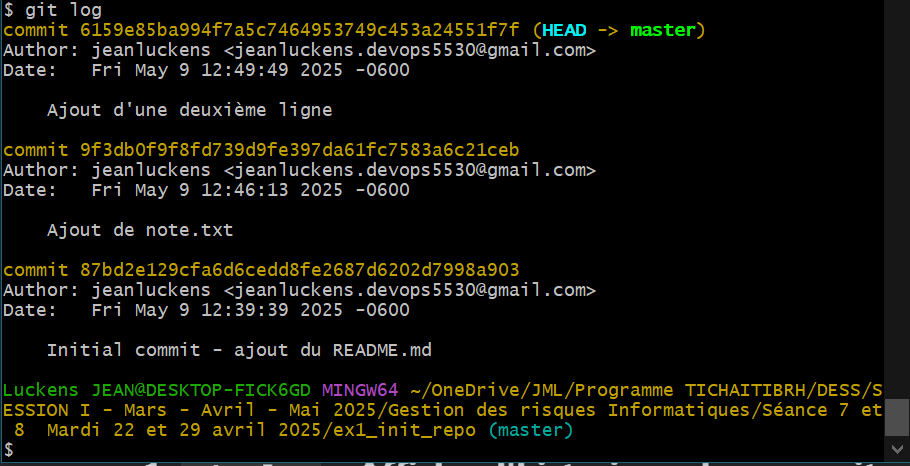 $ git log
commit 6159e85ba994f7a5c7464953749c453a24551f7f (HEAD -> master)
Author: jeanluckens <jeanluckens.devops5530@gmail.com>
Date:   Fri May 9 12:49:49 2025 -0600
Ajout d'une deuxième ligne
commit 9f3db0f9f8fd739d9fe397da61fc7583a6c21ceb
Author: jeanluckens <jeanluckens.devops5530@gmail.com>
Date:   Fri May 9 12:46:13 2025 -0600
Ajout de note.txt
commit 87bd2e129cfa6d6cedd8fe2687d6202d7998a903
Author: jeanluckens <jeanluckens.devops5530@gmail.com>
Date:   Fri May 9 12:39:39 2025 -0600
Initial commit - ajout du README.md
Luckens JEAN@DESKTOP-FICK6GD MINGW64 ~/OneDrive/JML/Programme TICHAITIBRH/DESS/S
ESSION I - Mars - Avril - Mai 2025/Gestion des risques Informatiques/Séance 7 et
8  Mardi 22 et 29 avril 2025/ex1_init_repo (master)
$